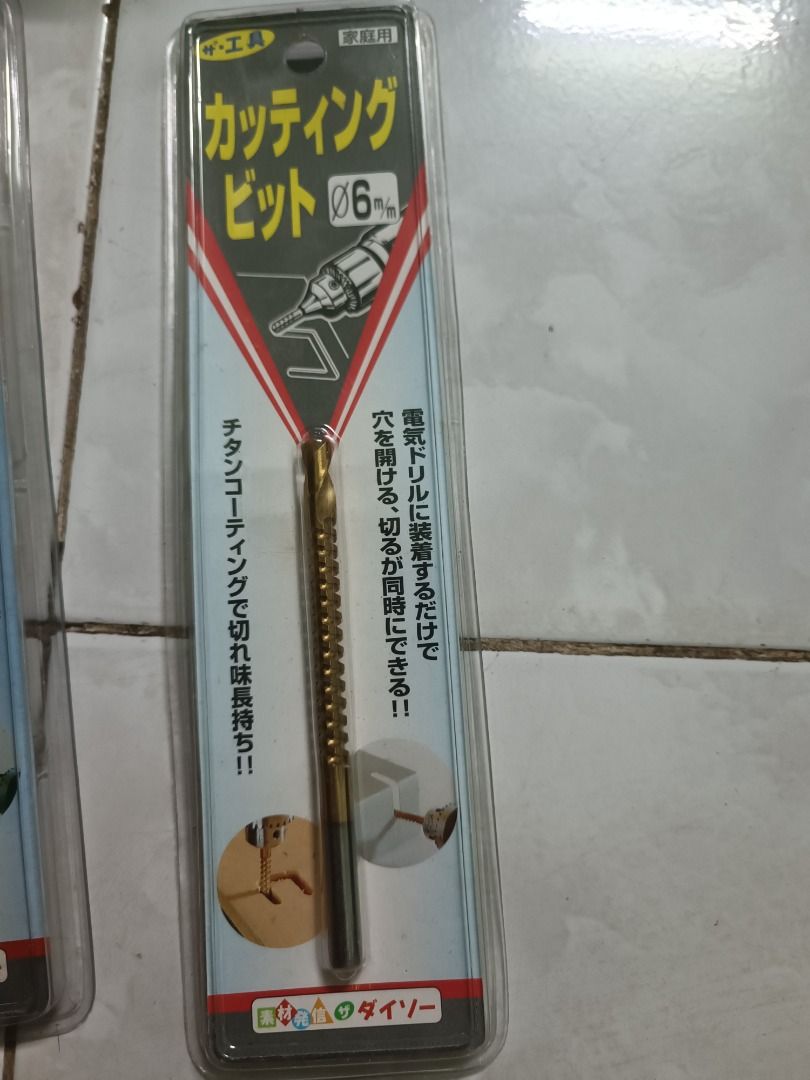 ザ・工具
家庭用
カッティング
ビット
Ø6m/m
電気ドリルに装着するだけで
穴を開ける、切るが同時にできる!!
チタンコーティングで切れ味長持ち!!
素材発信 ザ ダイソー